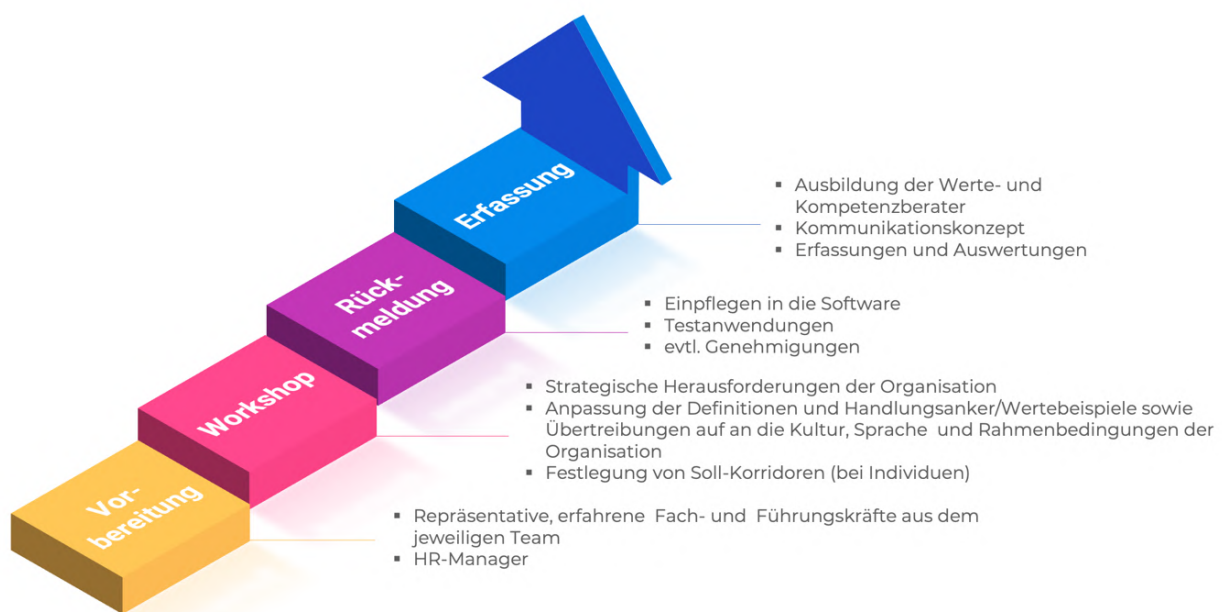 Erfassung
▪ Ausbildung der Werte- und
Kompetenzberater
▪ Kommunikationskonzept
▪ Erfassungen und Auswertungen
Rück-
meldung
▪ Einpflegen in die Software
▪ Testanwendungen
▪ evtl. Genehmigungen
Workshop
▪ Strategische Herausforderungen der Organisation
▪ Anpassung der Definitionen und Handlungsanker/Wertebeispiele sowie
Übertreibungen auf an die Kultur, Sprache und Rahmenbedingungen der
Organisation
▪ Festlegung von Soll-Korridoren (bei Individuen)
Vor-
bereitung
▪ Repräsentative, erfahrene Fach- und Führungskräfte aus dem
jeweiligen Team
▪ HR-Manager